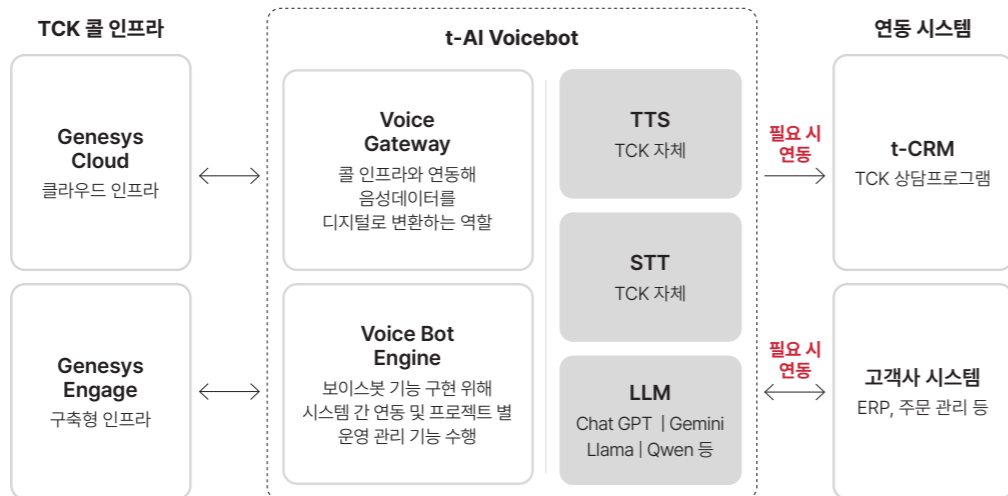 TCK 콜 인프라
Genesys
Cloud
클라우드 인프라
Genesys
Engage
구축형 인프라
t-AI Voicebot
Voice
Gateway
콜 인프라와 연동해
음성데이터를
디지털로 변환하는 역할
Voice Bot
Engine
보이스봇 기능 구현 위해
시스템 간 연동 및 프로젝트 별
운영 관리 기능 수행
TTS
TCK 자체
STT
TCK 자체
LLM
Chat GPT | Gemini
Llama | Qwen 등
필요 시
연동
필요 시
연동
연동 시스템
t-CRM
TCK 상담프로그램
고객사 시스템
ERP, 주문 관리 등